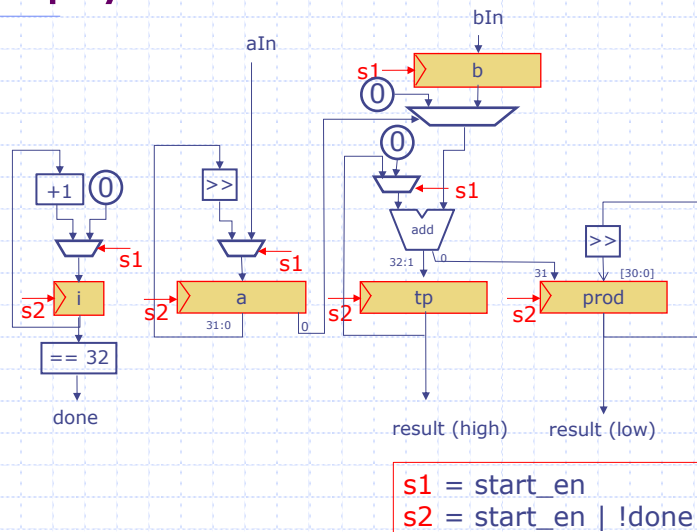 bIn
aIn
s1
b
0
0
+1
0
>>
s1
add
>>
s1
s1
32:1
0
31
[30:0]
i
a
tp
prod
s2
s2
s2
s2
31:0
0
== 32
done
result (high)
result (low)
s1 = start_en
s2 = start_en | !done